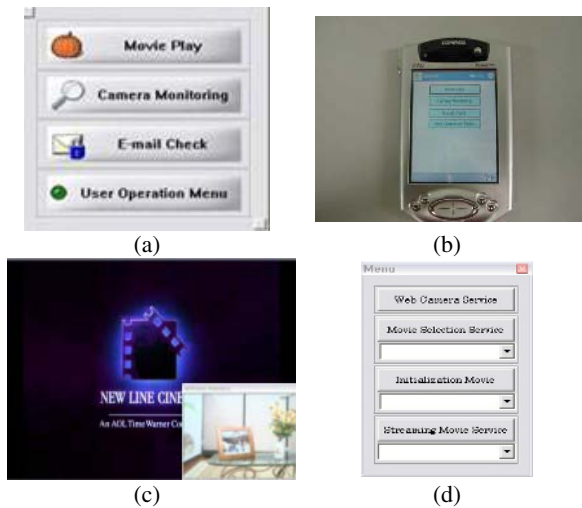 Movie Play
Camera Monitoring
E-mail Check
User Operation Menu
(a)
COMPAQ
(b)
NEW LINE CINE
An AOL Time Warner Co
(c)
Menu
Web Camera Service
Movie Selection Service
Initialization Movie
Streaming Movie Service
(d)